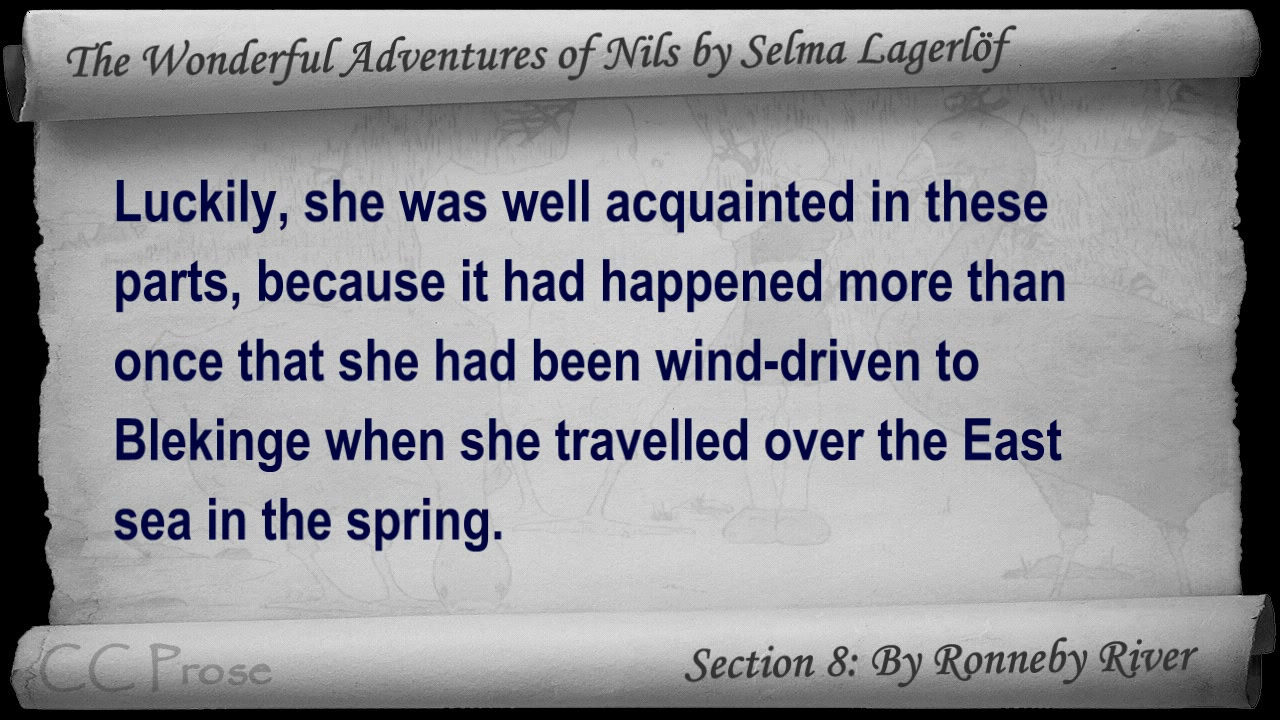 The Wonderful Adventures of Nils by Selma Lagerlöf
Luckily, she was well acquainted in these
parts, because it had happened more than
once that she had been wind-driven to
Blekinge when she travelled over the East
sea in the spring.
CC Prose
Section 8: By Ronneby River